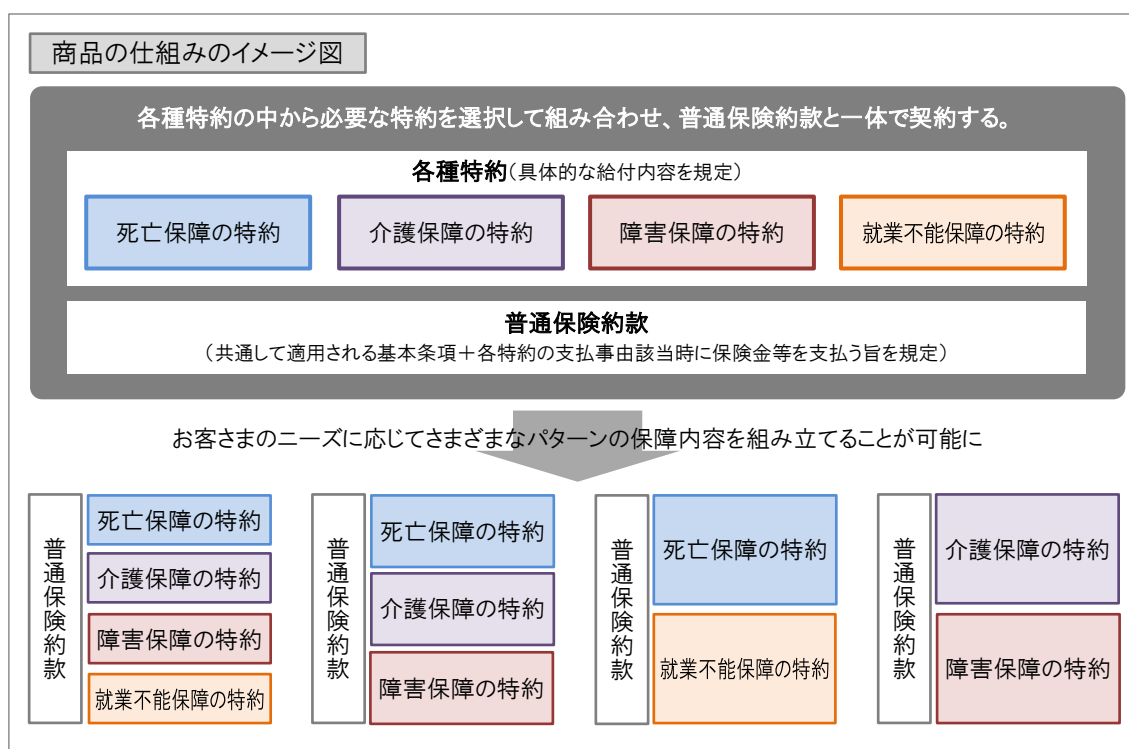 商品の仕組みのイメージ図
各種特約の中から必要な特約を選択して組み合わせ、普通保険約款と一体で契約する。
各種特約(具体的な給付内容を規定)
死亡保障の特約
介護保障の特約
障害保障の特約
就業不能保障の特約
普通保険約款
(共通して適用される基本条項+各特約の支払事由該当時に保険金等を支払う旨を規定)
お客さまのニーズに応じてさまざまなパターンの保障内容を組み立てることが可能に
普通保険約款
死亡保障の特約
介護保障の特約
障害保障の特約
就業不能保障の特約
普通保険約款
死亡保障の特約
介護保障の特約
障害保障の特約
普通保険約款
死亡保障の特約
就業不能保障の特約
普通保険約款
介護保障の特約
障害保障の特約